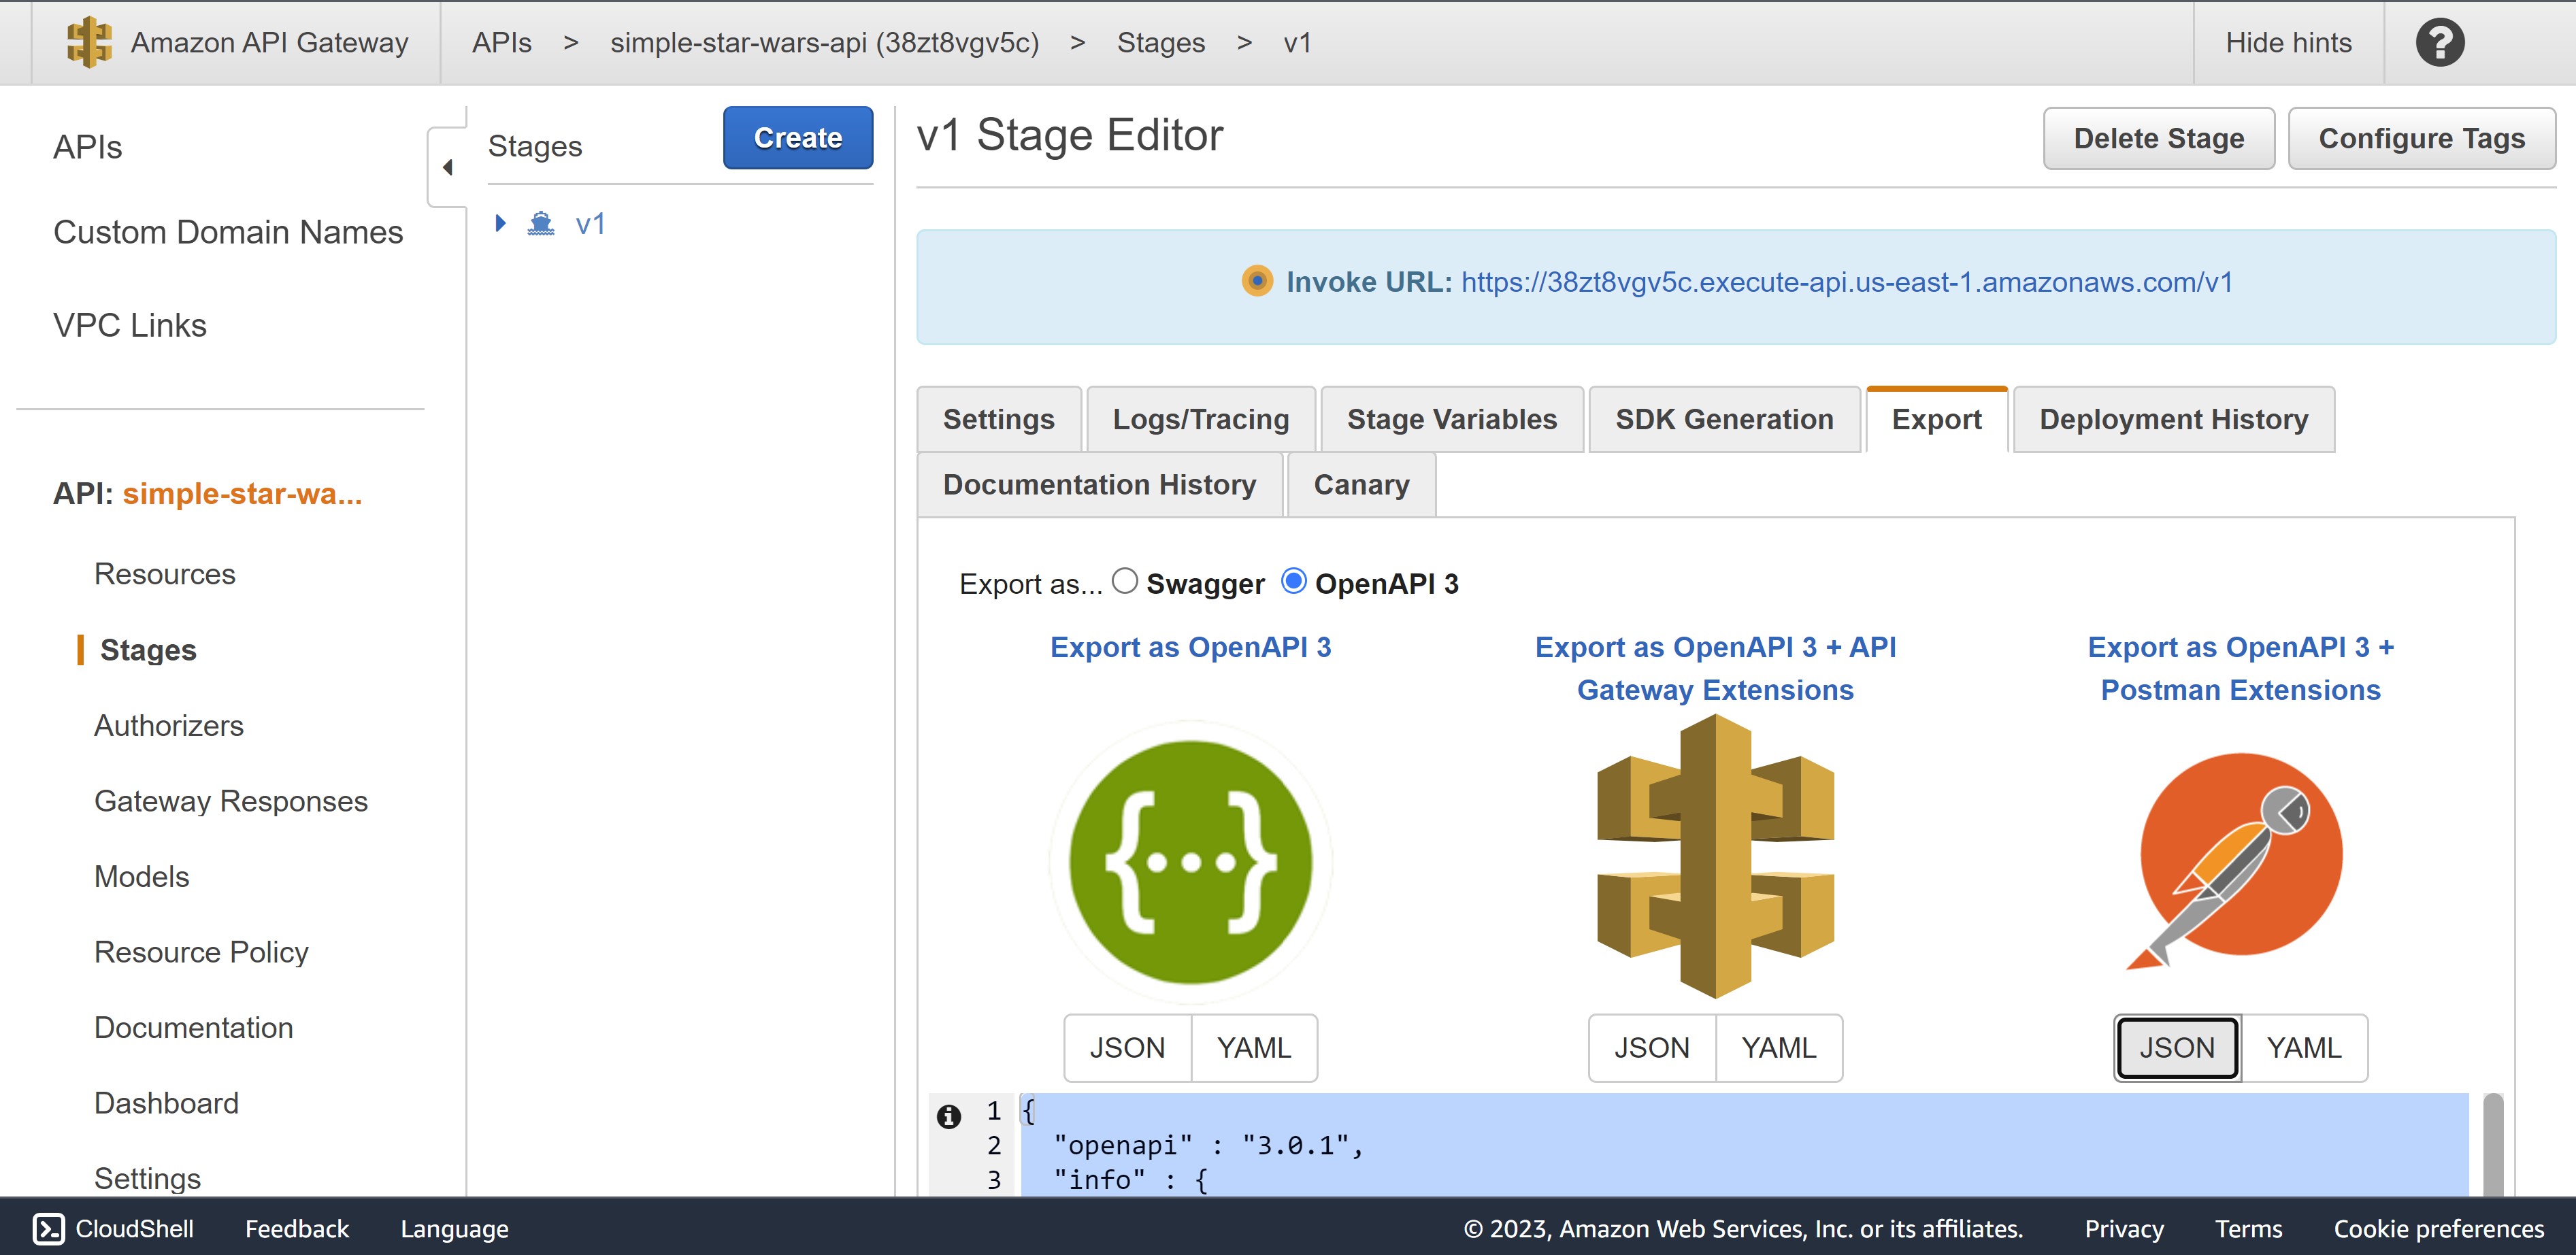 Amazon API Gateway
APIs > simple-star-wars-api (38zt8vgv5c) > Stages > v1
Hide hints
?
APIs
Custom Domain Names
VPC Links
API: simple-star-wa...
Resources
Stages
Authorizers
Gateway Responses
Models
Resource Policy
Documentation
Dashboard
Settings
Stages
Create
v1
v1 Stage Editor
Delete Stage
Configure Tags
Invoke URL: https://38zt8vgv5c.execute-api.us-east-1.amazonaws.com/v1
Settings
Logs/Tracing
Stage Variables
SDK Generation
Export
Deployment History
Documentation History
Canary
Export as... Swagger OpenAPI 3
Export as OpenAPI 3
{...}
JSON YAML
Export as OpenAPI 3 + API
Gateway Extensions
JSON YAML
Export as OpenAPI 3 +
Postman Extensions
JSON YAML
1 {
2 "openapi" : "3.0.1",
3 "info" : {
CloudShell
Feedback
Language
© 2023, Amazon Web Services, Inc. or its affiliates.
Privacy
Terms
Cookie preferences